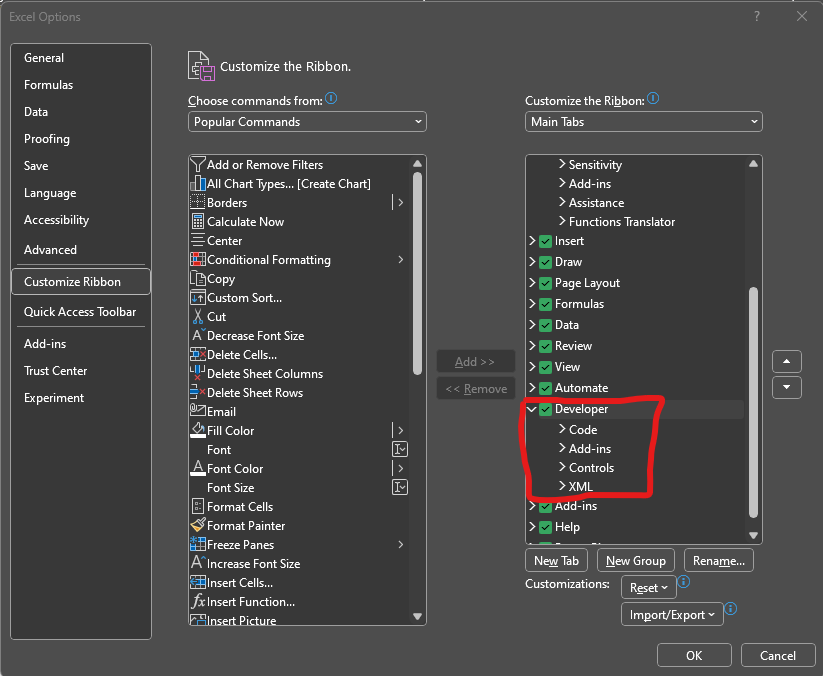 Excel Options
?
General
Formulas
Data
Proofing
Save
Language
Accessibility
Advanced
Customize Ribbon
Quick Access Toolbar
Add-ins
Trust Center
Experiment
Customize the Ribbon.
Choose commands from:
Popular Commands
Add or Remove Filters
All Chart Types... [Create Chart]
Borders
Calculate Now
Center
Conditional Formatting
Copy
Custom Sort...
Cut
Decrease Font Size
Delete Cells...
Delete Sheet Columns
Delete Sheet Rows
Email
Fill Color
Font
Font Color
Font Size
Format Cells
Format Painter
Freeze Panes
Increase Font Size
Insert Cells...
Insert Function...
Insert Picture
Add >>
<< Remove
Customize the Ribbon:
Main Tabs
Sensitivity
Add-ins
Assistance
Functions Translator
Insert
Draw
Page Layout
Formulas
Data
Review
View
Automate
Developer
Code
Add-ins
Controls
XML
Add-ins
Help
New Tab
New Group
Rename...
Customizations:
Reset
Import/Export
OK
Cancel